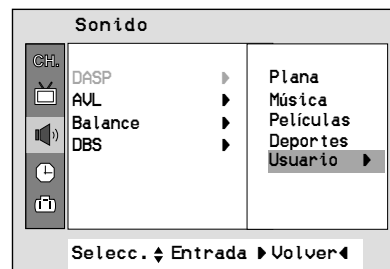 Sonido
CH.
DASP
AVL
Balance
DBS
Plana
Música
Películas
Deportes
Usuario
Selecc. Entrada Volver